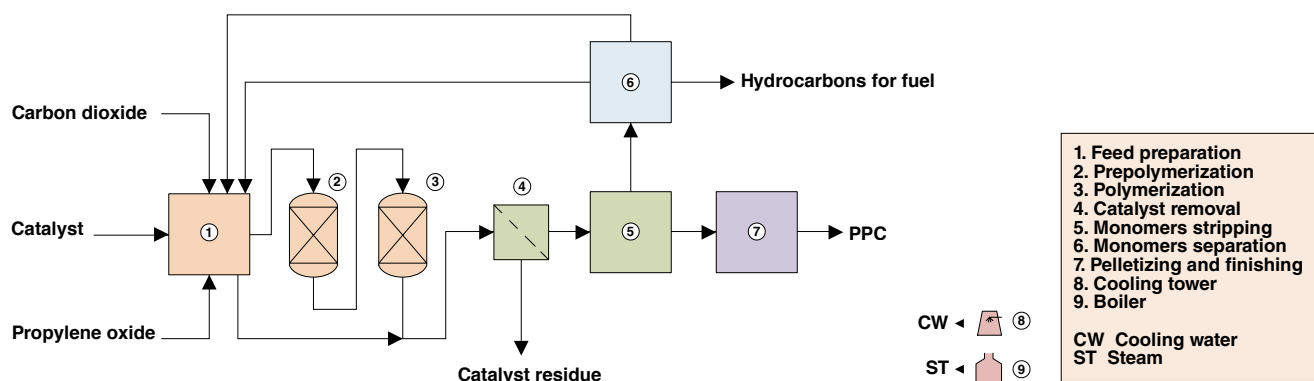 6
Hydrocarbons for fuel
Carbon dioxide
2
3
4
Catalyst
1
5
7
PPC
Propylene oxide
Catalyst residue
CW
8
ST
9
1. Feed preparation
2. Prepolymerization
3. Polymerization
4. Catalyst removal
5. Monomers stripping
6. Monomers separation
7. Pelletizing and finishing
8. Cooling tower
9. Boiler
CW Cooling water
ST Steam